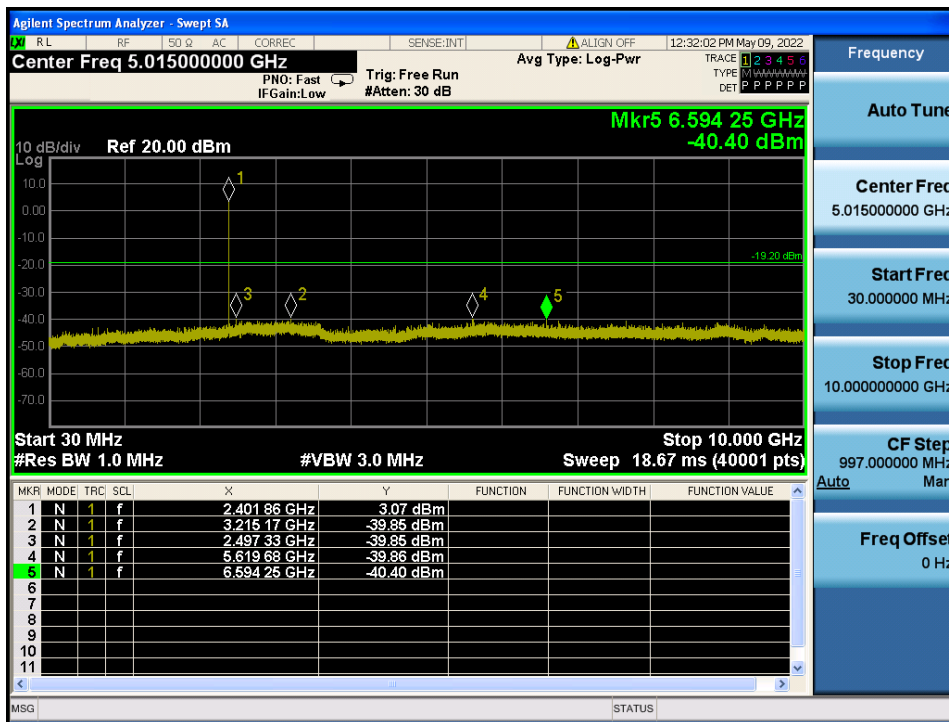 Agilent Spectrum Analyzer - Swept SA
LXI RL RF 50 Ω AC CORREC SENSE:INT ALIGN OFF 12:32:02 PM May 09, 2022
Center Freq 5.015000000 GHz
PNO: Fast
IFGain:Low
Trig: Free Run
#Atten: 30 dB
Avg Type: Log-Pwr
TRACE 1 2 3 4 5 6
TYPE M W W W W W
DET P P P P P P
Mkr5 6.594 25 GHz
-40.40 dBm
10 dB/div Ref 20.00 dBm
Log
10.0
0.00
-10.0
-20.0
-30.0
-40.0
-50.0
-60.0
-70.0
1
3
2
4
5
-19.20 dBm
Start 30 MHz Stop 10.000 GHz
#Res BW 1.0 MHz #VBW 3.0 MHz Sweep 18.67 ms (40001 pts)
MKR MODE TRC SCL X Y FUNCTION FUNCTION WIDTH FUNCTION VALUE
1 N 1 f 2.401 86 GHz 3.07 dBm
2 N 1 f 3.215 17 GHz -39.85 dBm
3 N 1 f 2.497 33 GHz -39.85 dBm
4 N 1 f 5.619 68 GHz -39.86 dBm
5 N 1 f 6.594 25 GHz -40.40 dBm
6
7
8
9
10
11
MSG STATUS
Frequency
Auto Tune
Center Freq
5.015000000 GHz
Start Freq
30.000000 MHz
Stop Freq
10.000000000 GHz
CF Step
997.000000 MHz
Auto Man
Freq Offset
0 Hz